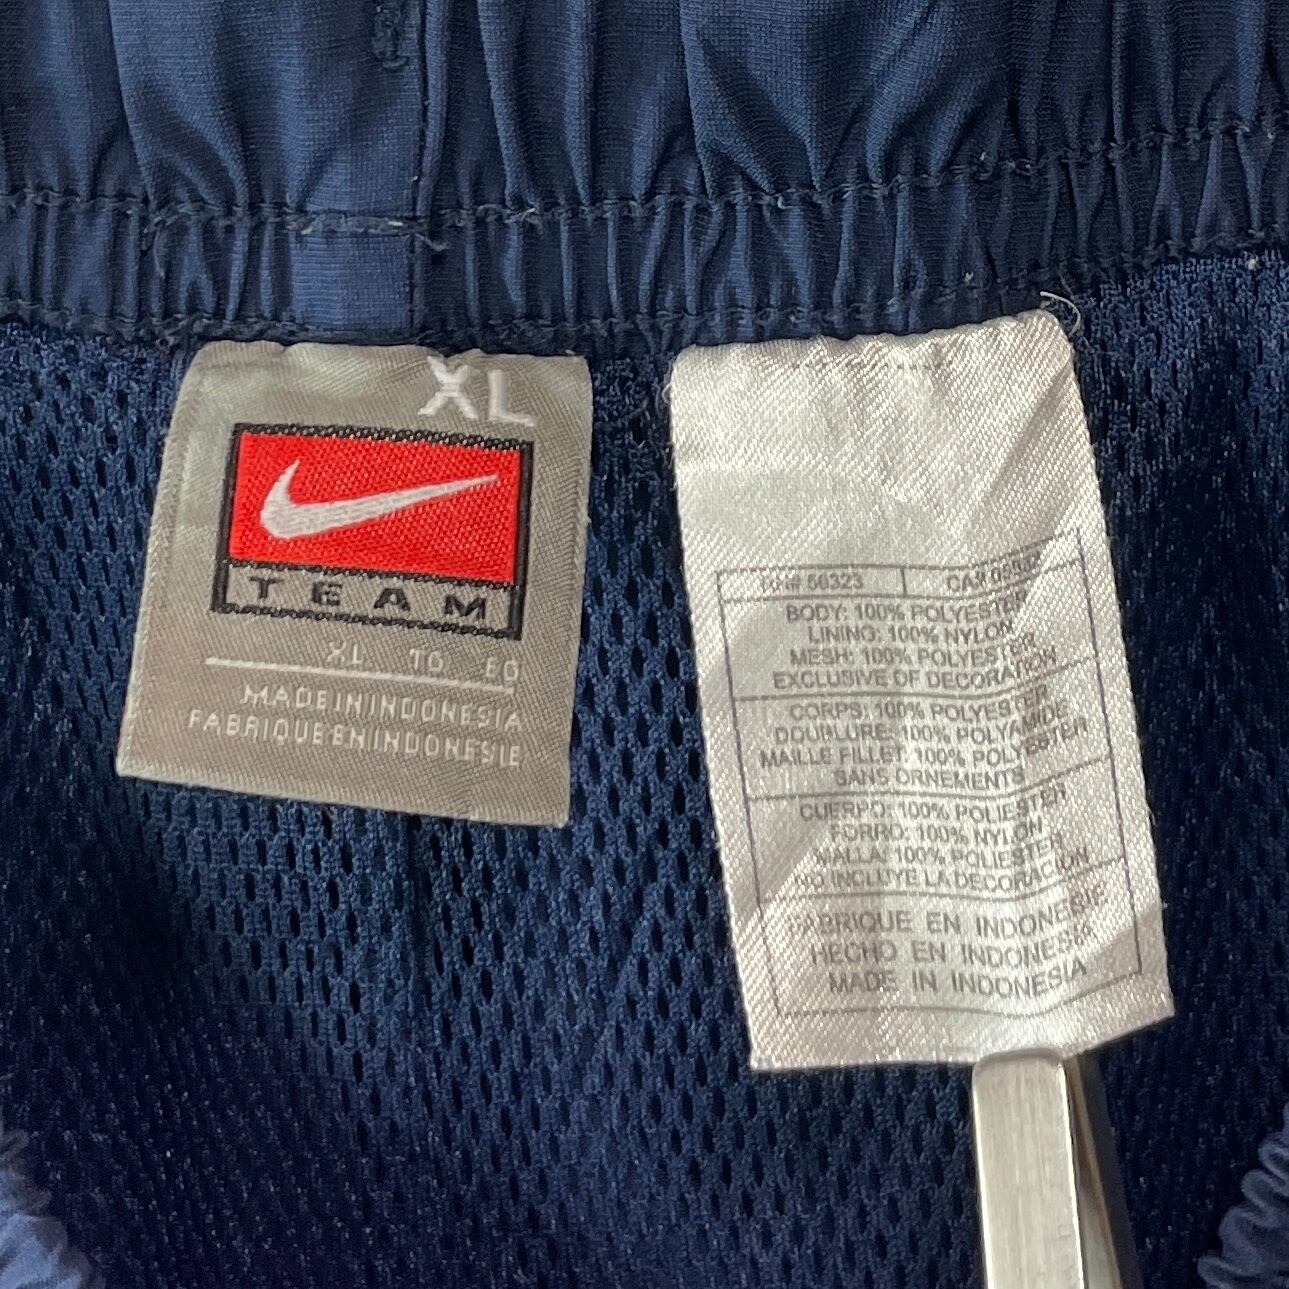 XL
TEAM
XL TG EG
MADE IN INDONESIA
FABRIQUE EN INDONESIE
RN# 56323 CA#
BODY: 100% POLYESTER
LINING: 100% NYLON
MESH: 100% POLYESTER
EXCLUSIVE OF DECORATION
CORPS: 100% POLYESTER
DOUBLURE: 100% POLYAMIDE
MAILLE FILLET: 100% POLYESTER
SANS ORNEMENTS
CUERPO: 100% POLIESTER
FORRO: 100% NYLON
MALLA: 100% POLIESTER
NO INCLUYE LA DECORACION
FABRIQUE EN INDONESIE
HECHO EN INDONESIA
MADE IN INDONESIA